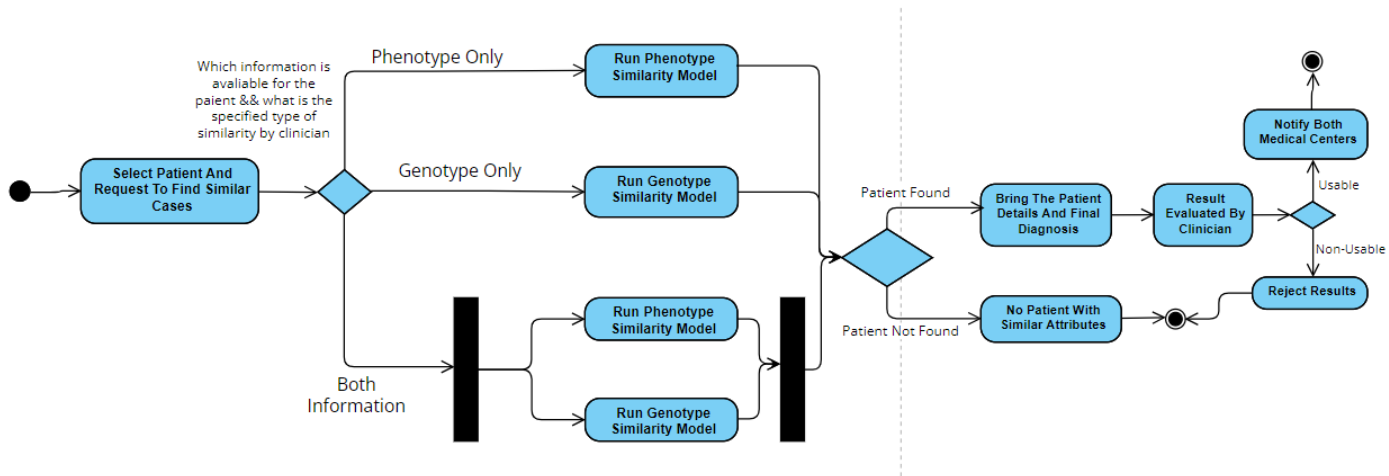 Which information is
avaliable for the
paient && what is the
specified type of
similarity by clinician
Phenotype Only
Run Phenotype
Similarity Model
Select Patient And
Request To Find Similar
Cases
Genotype Only
Run Genotype
Similarity Model
Both
Information
Run Phenotype
Similarity Model
Run Genotype
Similarity Model
Patient Found
Bring The Patient
Details And Final
Diagnosis
Result
Evaluated By
Clinician
Usable
Notify Both
Medical Centers
Non-Usable
Reject Results
Patient Not Found
No Patient With
Similar Attributes